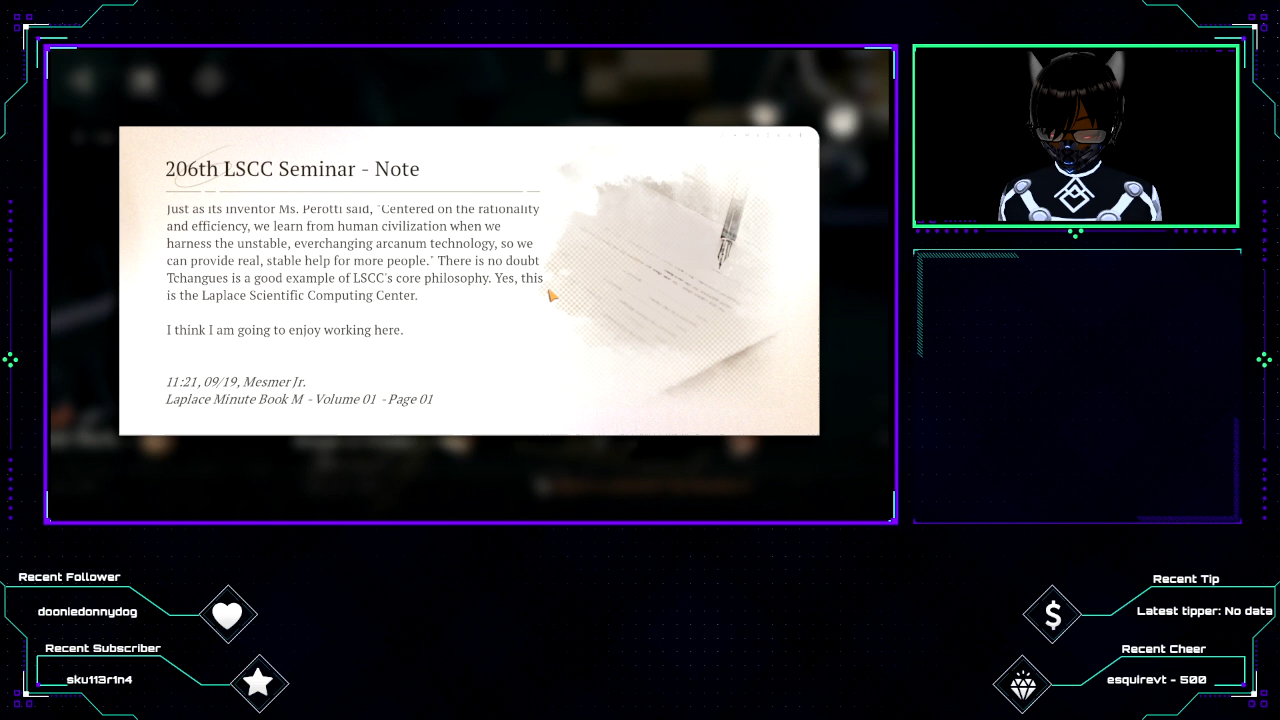 206th LSCC Seminar - Note
Just as its inventor Ms. Perotti said, "Centered on the rationality
and efficiency, we learn from human civilization when we
harness the unstable, everchanging arcanum technology, so we
can provide real, stable help for more people." There is no doubt
Tchangues is a good example of LSCC's core philosophy. Yes, this
is the Laplace Scientific Computing Center.
I think I am going to enjoy working here.
11:21, 09/19, Mesmer Jr.
Laplace Minute Book M - Volume 01 - Page 01
Recent Follower
dooniedonnydog
Recent Subscriber
sku113r1n4
Recent Tip
Latest tipper: No data
Recent Cheer
esquirevt - 500